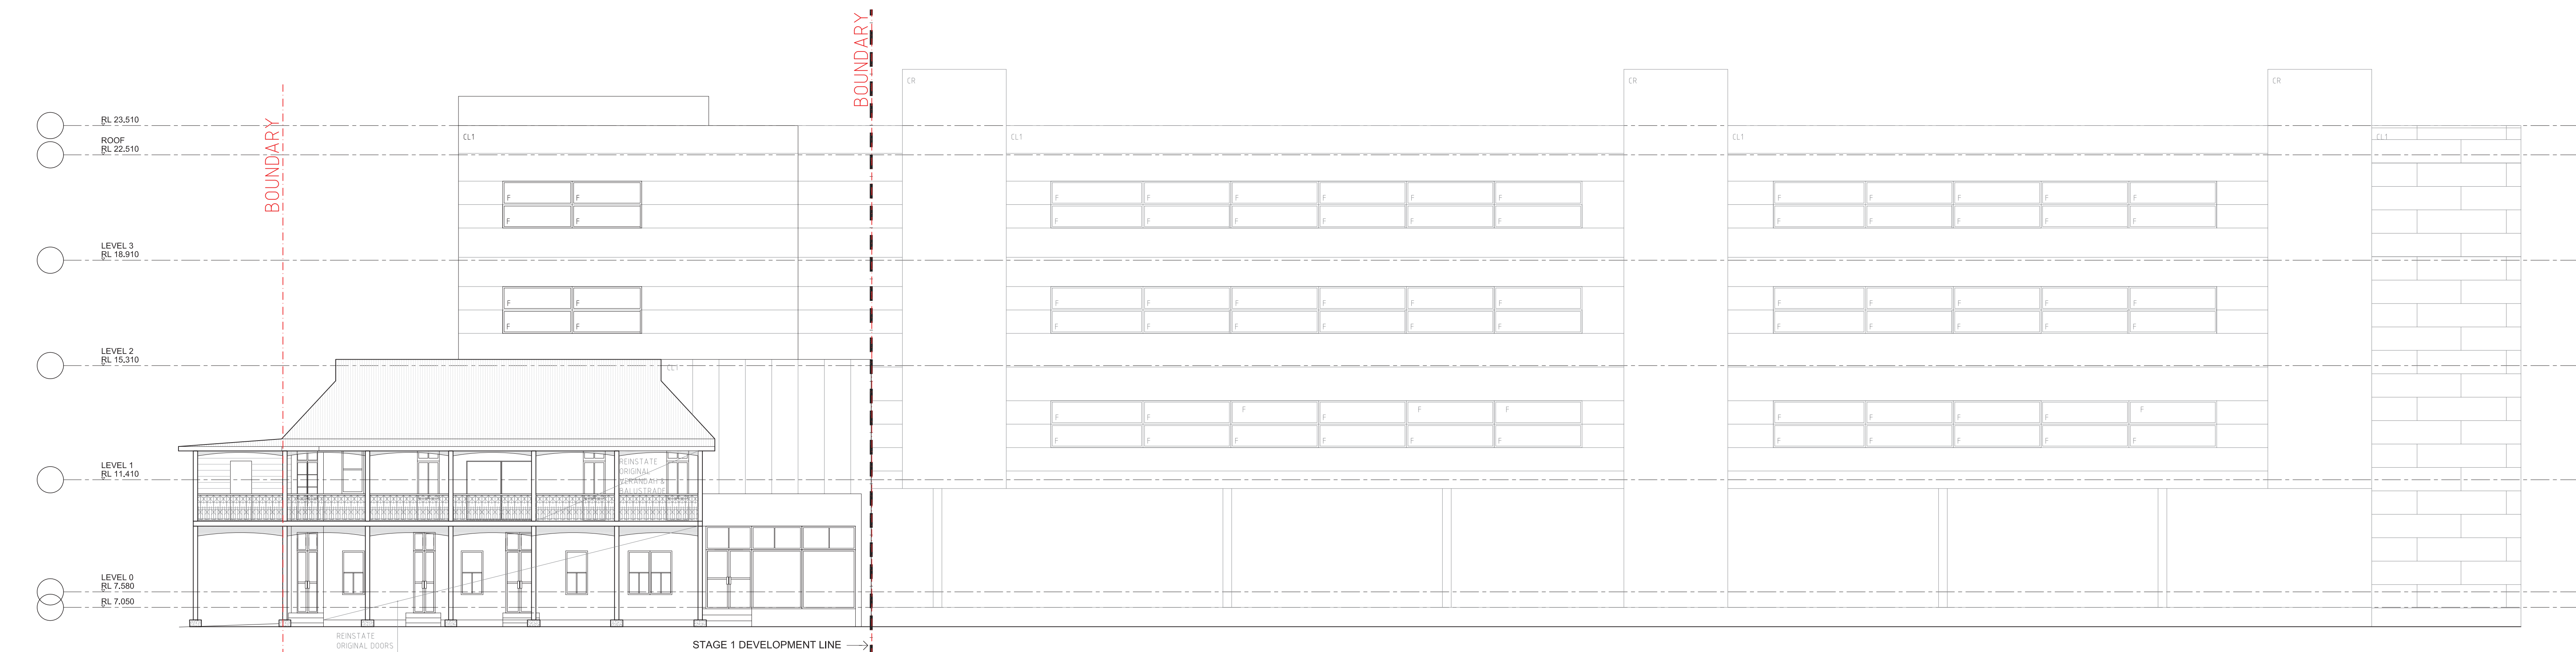 BOUNDARY
CR
CR
CR
RL 23.510
BOUNDARY
CL1
CL1
CL1
CL1
ROOF
RL 22.510
F F F F F F F F F F F F F
F F F F F F F F F F F F F
LEVEL 3
RL 18.910
F F F F F F F F F F F F F
F F F F F F F F F F F F F
LEVEL 2
RL 15.310
F F F F F F F F F F F
F F F F F F F F F F F
LEVEL 1
RL 11.410
REINSTATE
ORIGINAL
VERANDAH &
BALUSTRADE
LEVEL 0
RL 7.580
RL 7.050
REINSTATE
ORIGINAL DOORS
STAGE 1 DEVELOPMENT LINE